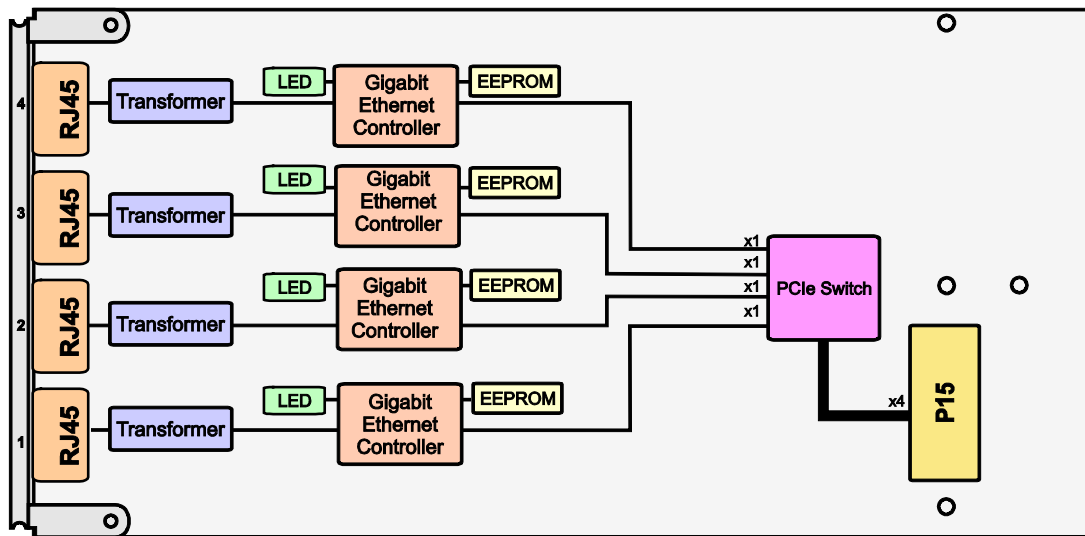 4
RJ45
Transformer
LED
Gigabit
Ethernet
Controller
EEPROM
3
RJ45
Transformer
LED
Gigabit
Ethernet
Controller
EEPROM
2
RJ45
Transformer
LED
Gigabit
Ethernet
Controller
EEPROM
1
RJ45
Transformer
LED
Gigabit
Ethernet
Controller
EEPROM
x1
x1
x1
x1
PCIe Switch
x4
P15